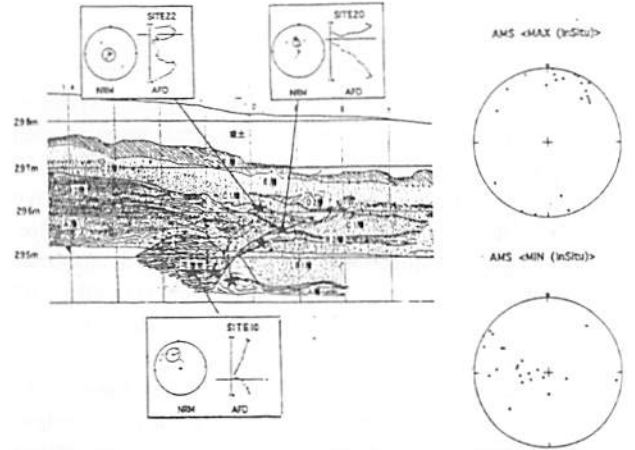 SITE22
NRM AFD
SITE20
NRM AFD
298m
297m
296m
295m
SITE10
NRM AFD
AMS <MAX (InSitu)>
AMS <MIN (InSitu)>